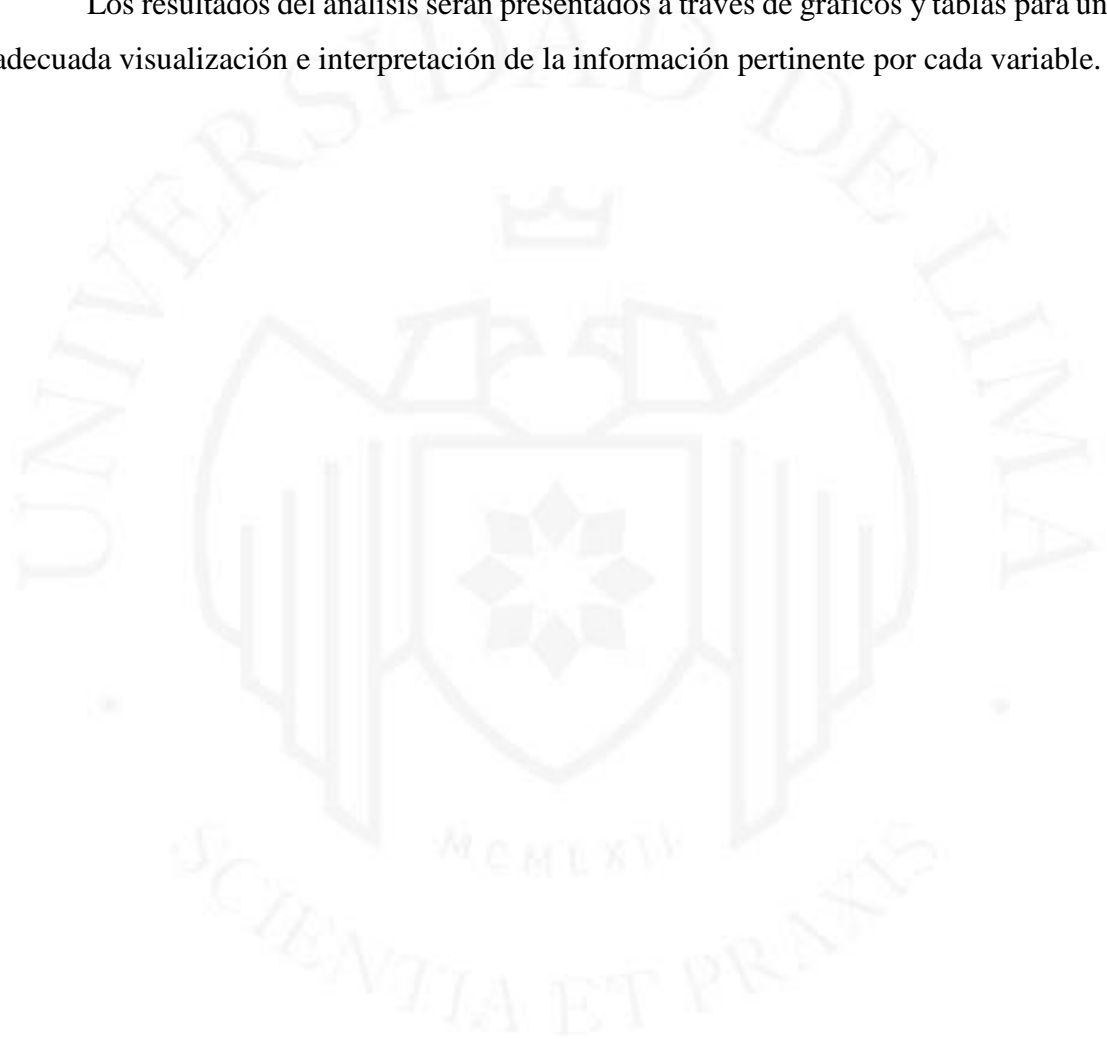 Los resultados del análisis serán presentados a través de gráficos y tablas para un
adecuada visualización e interpretación de la información pertinente por cada variable.
UNIVERSIDAD DE LIMA
MCMLXII
SCIENTIA ET PRAXIS